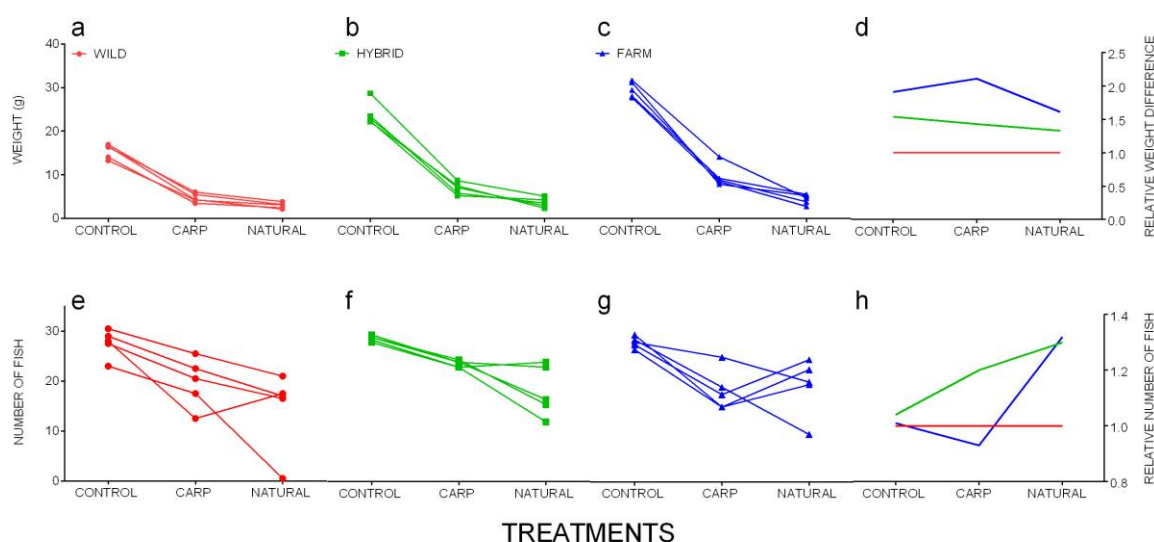 a
b
c
d
WILD
HYBRID
FARM
WEIGHT (g)
40
30
20
10
0
RELATIVE WEIGHT DIFFERENCE
2.5
2.0
1.5
1.0
0.5
0.0
CONTROL CARP NATURAL
CONTROL CARP NATURAL
CONTROL CARP NATURAL
CONTROL CARP NATURAL
e
f
g
h
NUMBER OF FISH
30
20
10
0
RELATIVE NUMBER OF FISH
1.4
1.2
1.0
0.8
CONTROL CARP NATURAL
CONTROL CARP NATURAL
CONTROL CARP NATURAL
CONTROL CARP NATURAL
TREATMENTS